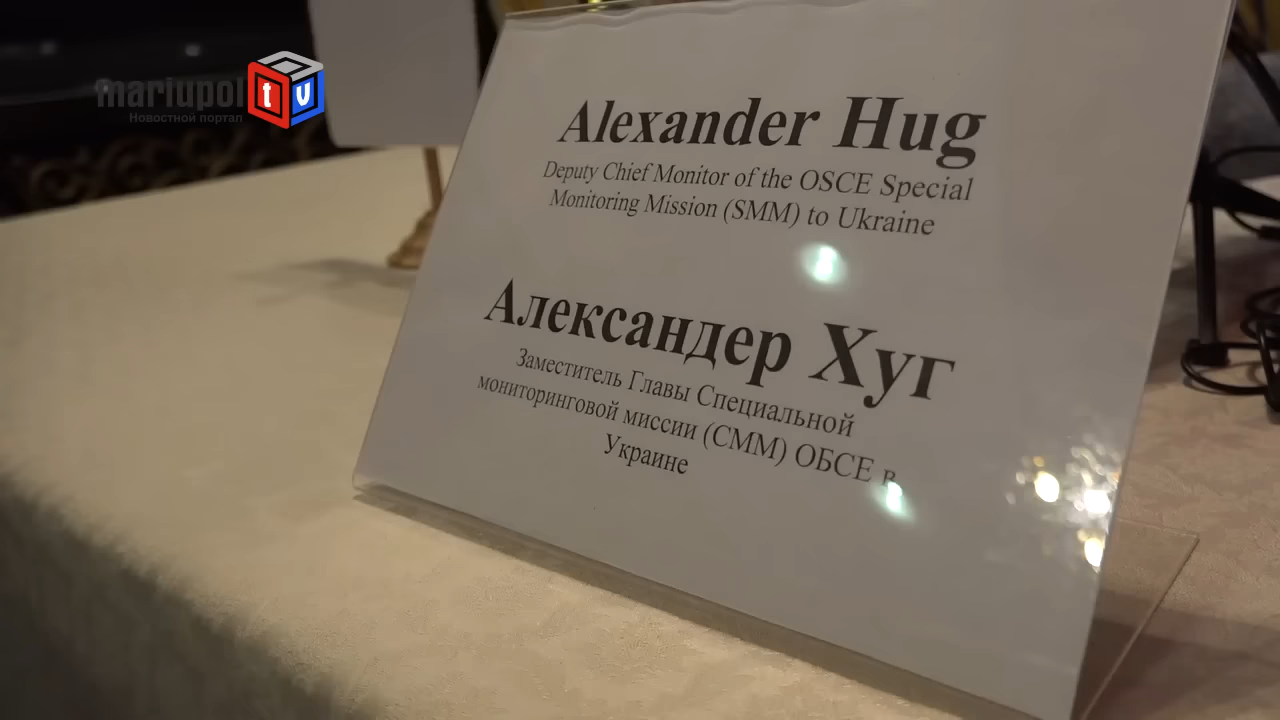 mariupol tv
Новостной портал
Alexander Hug
Deputy Chief Monitor of the OSCE Special
Monitoring Mission (SMM) to Ukraine
Александер Хуг
Заместитель Главы Специальной
мониторинговой миссии (СММ) ОБСЕ в
Украине